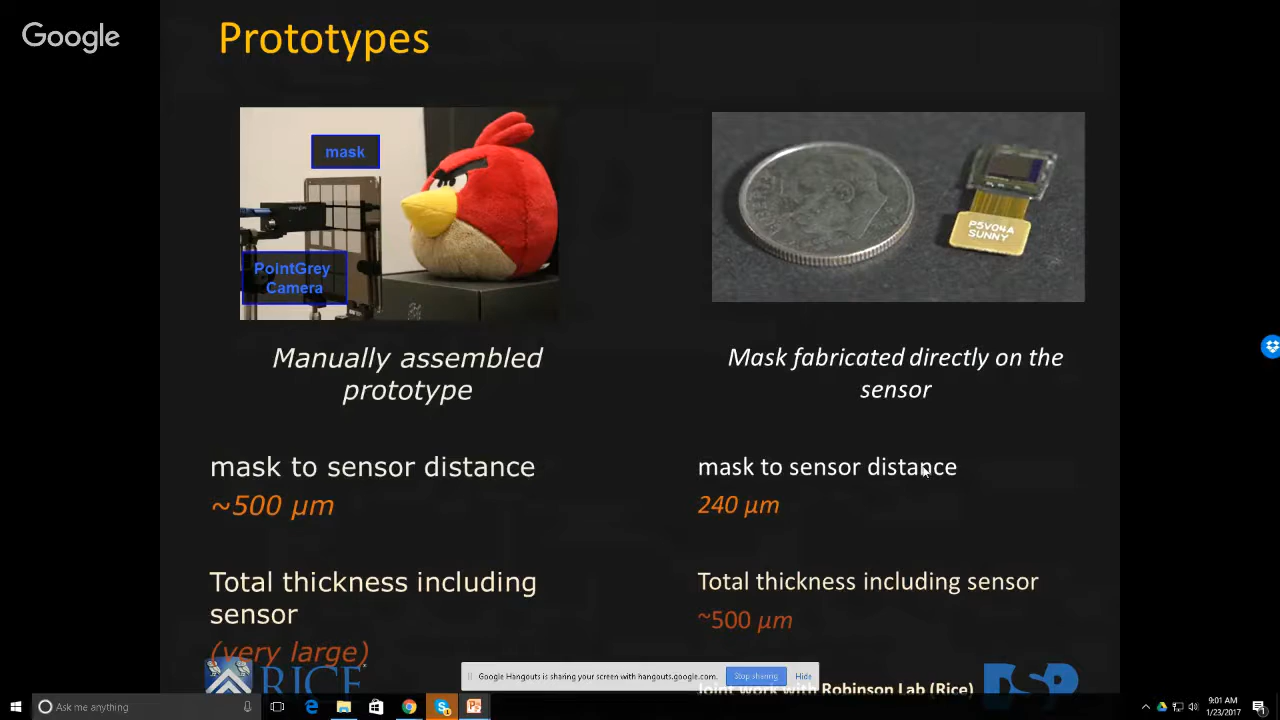 Google
Prototypes
mask
PointGrey
Camera
P5V04A
SUNNY
Manually assembled
prototype
mask to sensor distance
~500 μm
Total thickness including
sensor
(very large)
RICE
Mask fabricated directly on the
sensor
mask to sensor distance
240 μm
Total thickness including sensor
~500 μm
Joint work with Robinson Lab (Rice)
DSP
Google Hangouts is sharing your screen with hangouts.google.com.
Stop sharing
Hide
Ask me anything
9:01 AM
1/23/2017